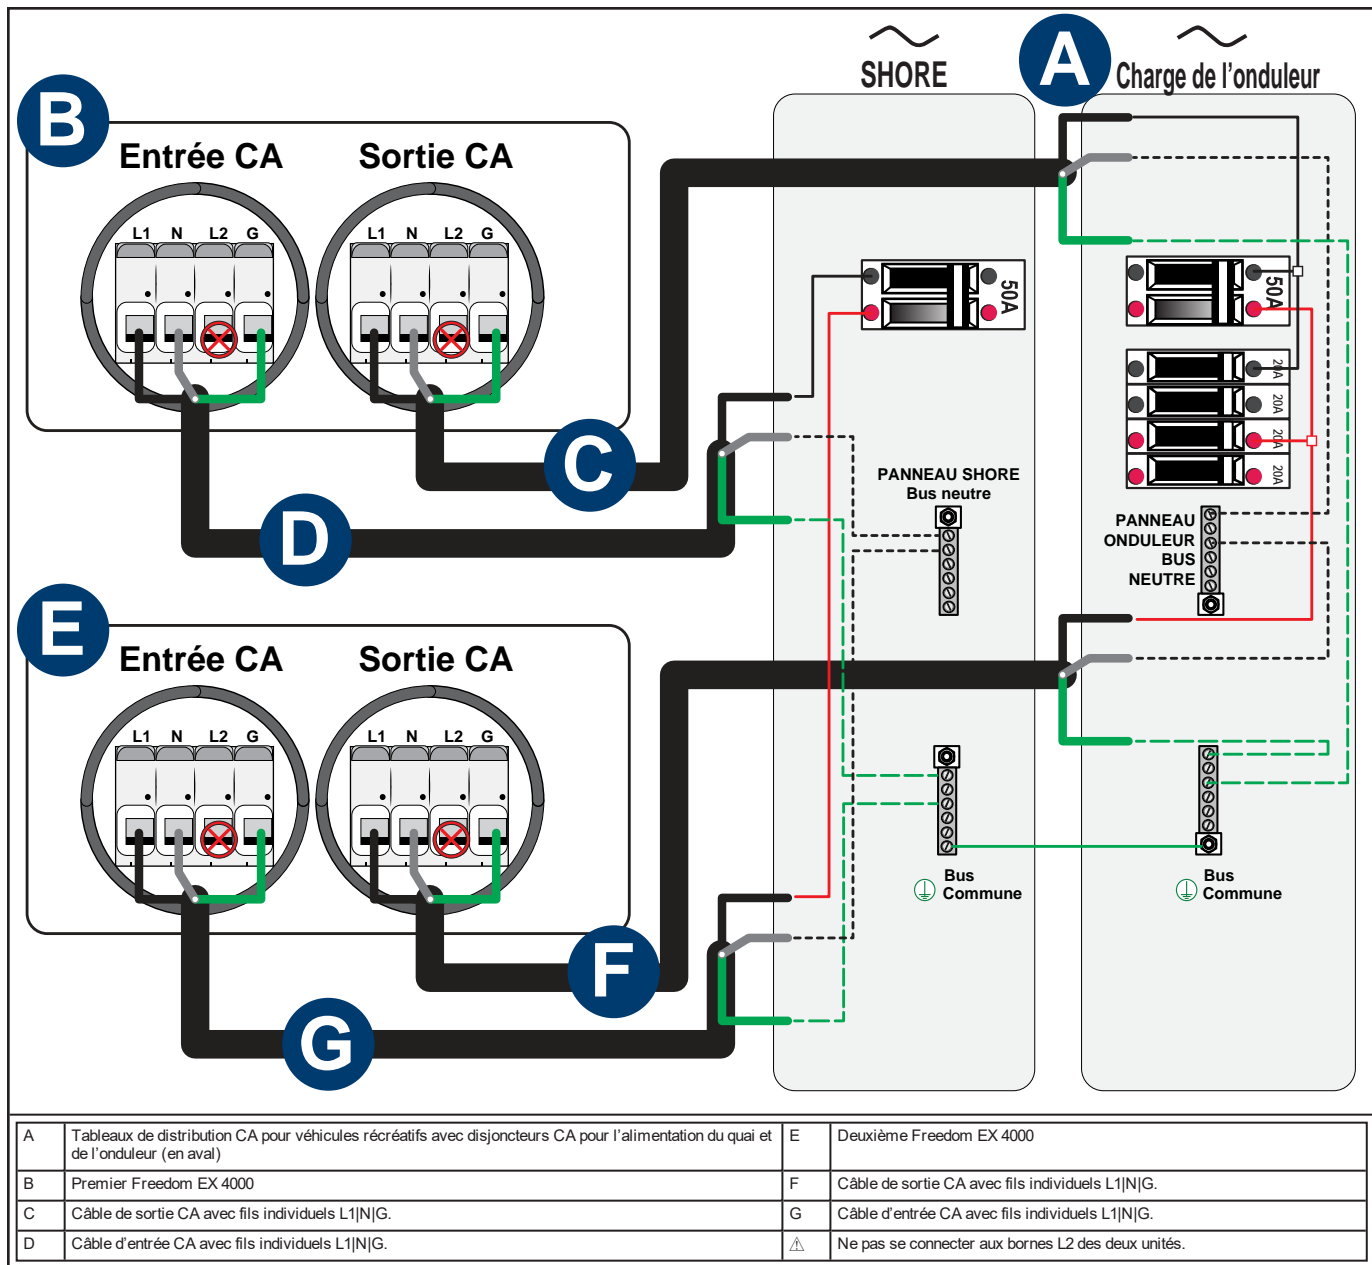 SHORE
A
Charge de l'onduleur
B
Entrée CA
Sortie CA
L1 N L2 G
L1 N L2 G
50A
50A
20A
20A
20A
20A
C
D
PANNEAU SHORE
Bus neutre
PANNEAU
ONDULEUR
BUS
NEUTRE
E
Entrée CA
Sortie CA
L1 N L2 G
L1 N L2 G
Bus
Commune
Bus
Commune
F
G
A Tableaux de distribution CA pour véhicules récréatifs avec disjoncteurs CA pour l'alimentation du quai et
de l'onduleur (en aval)
E Deuxième Freedom EX 4000
B Premier Freedom EX 4000
F Câble de sortie CA avec fils individuels L1|N|G.
C Câble de sortie CA avec fils individuels L1|N|G.
G Câble d'entrée CA avec fils individuels L1|N|G.
D Câble d'entrée CA avec fils individuels L1|N|G.
⚠ Ne pas se connecter aux bornes L2 des deux unités.